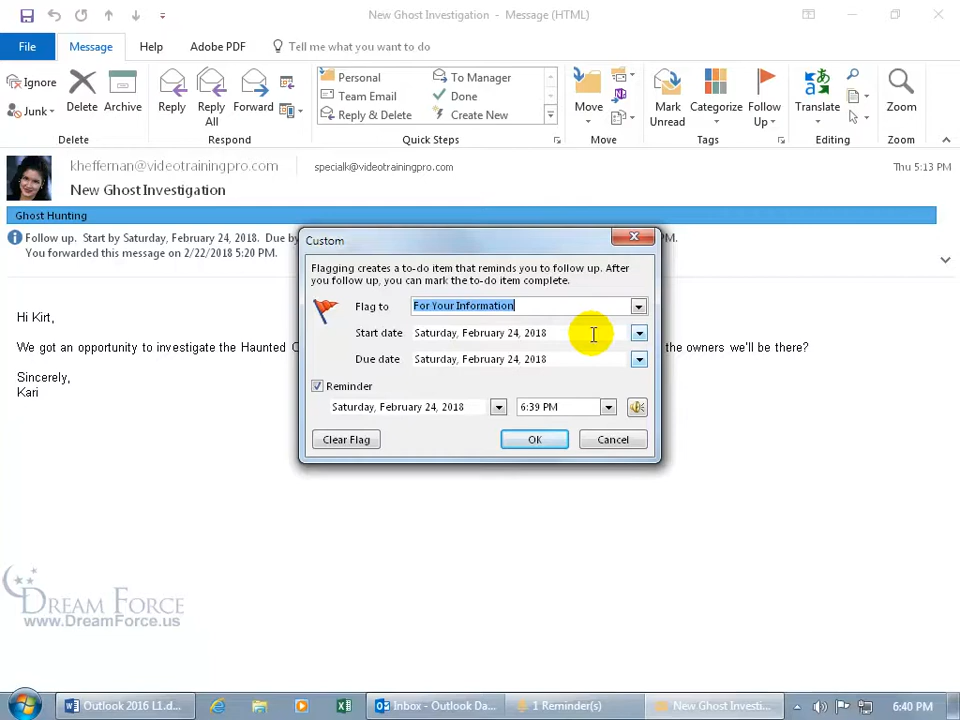 New Ghost Investigation - Message (HTML)
File Message Help Adobe PDF Tell me what you want to do
Ignore
Junk
Delete
Archive
Delete
Reply
Reply All
Forward
Respond
Personal
To Manager
Team Email
Done
Reply & Delete
Create New
Quick Steps
Move
Move
Mark Unread
Categorize
Follow Up
Tags
Translate
Editing
Zoom
Zoom
kheffernan@videotrainingpro.com specialk@videotrainingpro.com Thu 5:13 PM
New Ghost Investigation
Ghost Hunting
Follow up. Start by Saturday, February 24, 2018. Due by
You forwarded this message on 2/22/2018 5:20 PM.
Hi Kirt,
We got an opportunity to investigate the Haunted
the owners we'll be there?
Sincerely,
Kari
Custom
Flagging creates a to-do item that reminds you to follow up. After
you follow up, you can mark the to-do item complete.
Flag to For Your Information
Start date Saturday, February 24, 2018
Due date Saturday, February 24, 2018
Reminder
Saturday, February 24, 2018 6:39 PM
Clear Flag OK Cancel
DREAM FORCE
www.DreamForce.us
Outlook 2016 L1.d... Inbox - Outlook Da... 1 Reminder(s) New Ghost Investi... 6:40 PM